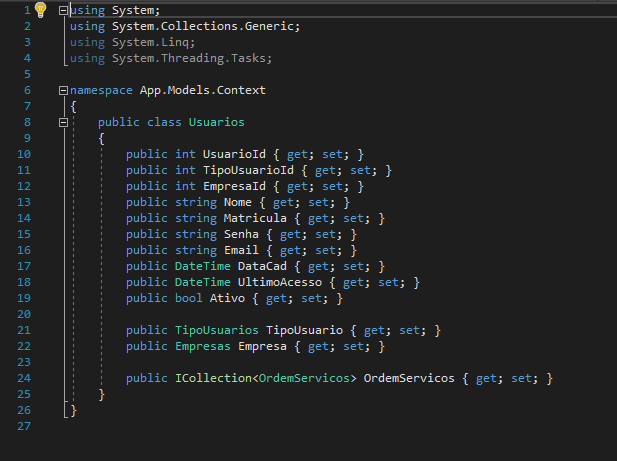 1 using System;
2 using System.Collections.Generic;
3 using System.Linq;
4 using System.Threading.Tasks;
5
6 namespace App.Models.Context
7 {
8 public class Usuarios
9 {
10 public int UsuarioId { get; set; }
11 public int TipoUsuarioId { get; set; }
12 public int EmpresaId { get; set; }
13 public string Nome { get; set; }
14 public string Matricula { get; set; }
15 public string Senha { get; set; }
16 public string Email { get; set; }
17 public DateTime DataCad { get; set; }
18 public DateTime UltimoAcesso { get; set; }
19 public bool Ativo { get; set; }
20
21 public TipoUsuarios TipoUsuario { get; set; }
22 public Empresas Empresa { get; set; }
23
24 public ICollection<OrdemServicos> OrdemServicos { get; set; }
25 }
26 }
27